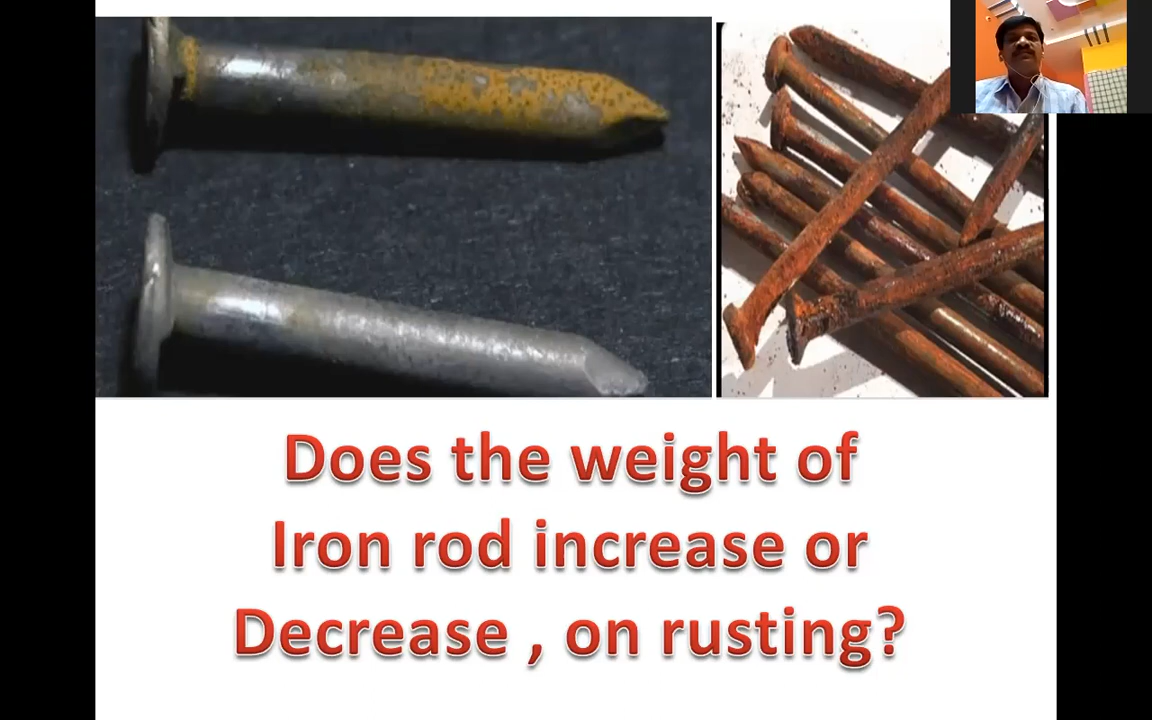 Does the weight of
Iron rod increase or
Decrease , on rusting?